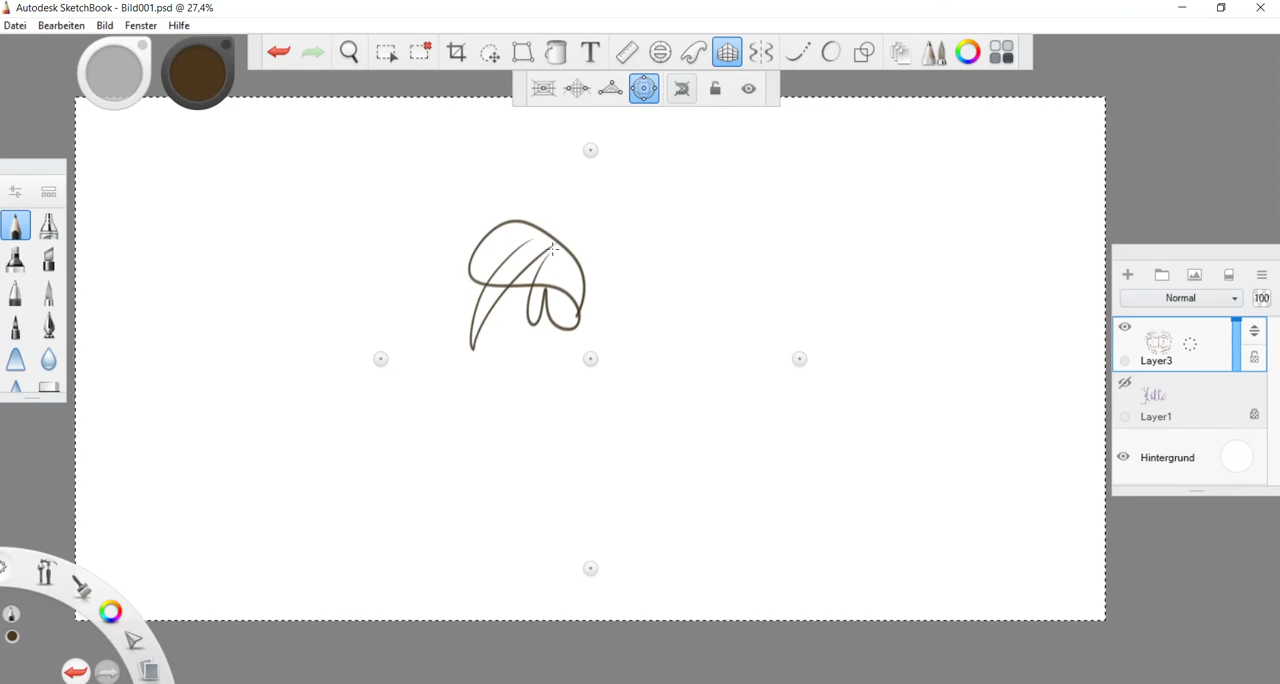 Autodesk SketchBook - Bild001.psd @ 27,4%
Datei Bearbeiten Bild Fenster Hilfe
T
Normal 100
Layer3
Layer1
Hintergrund